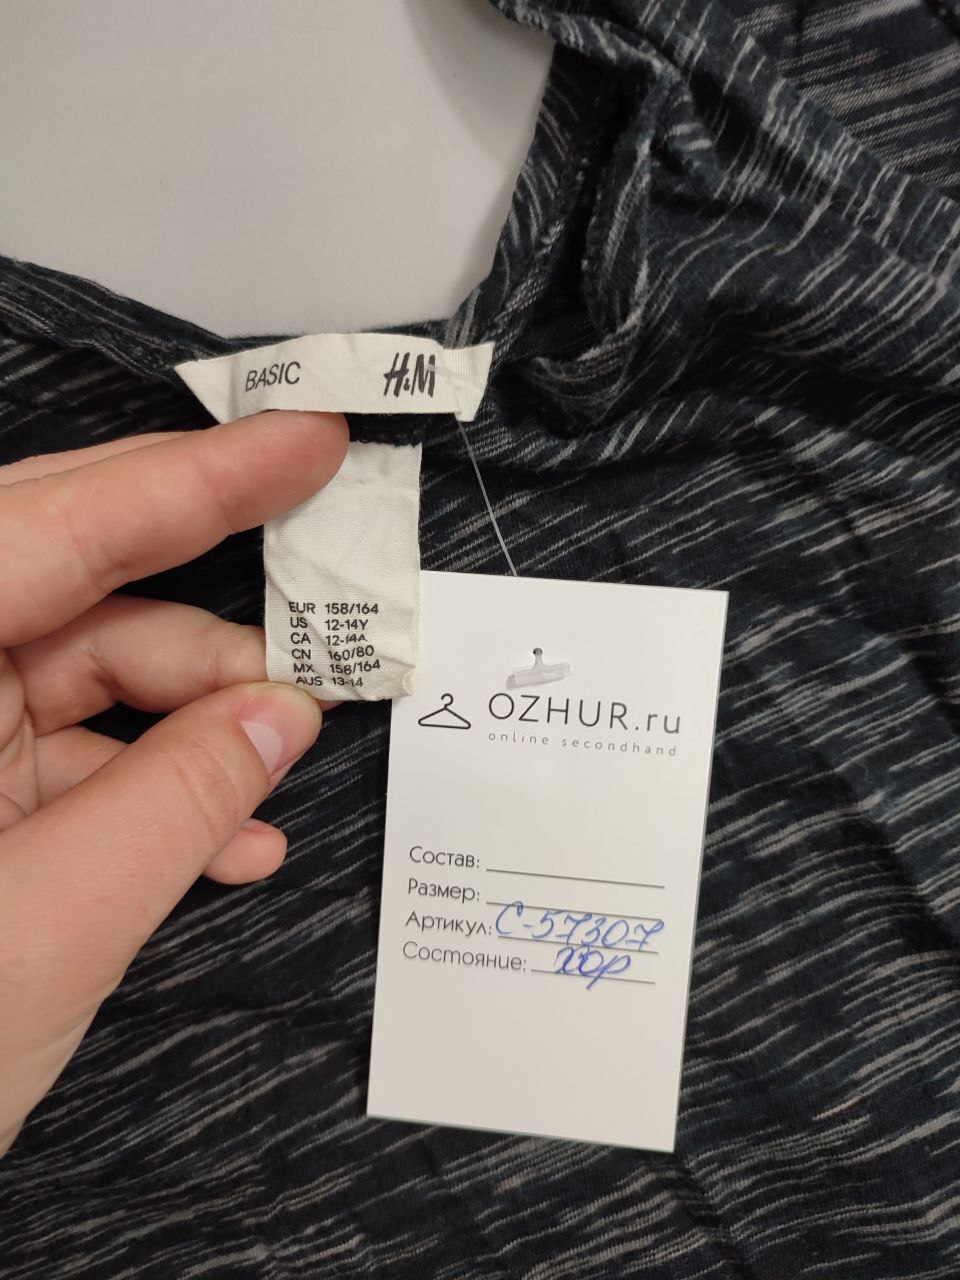 BASIC H&M
EUR 158/164
US 12-14Y
CA 12-14A
CN 160/80
MX 158/164
AUS 13-14
OZHUR.ru
online secondhand
Состав:
Размер:
Артикул: С-57307
Состояние: хор